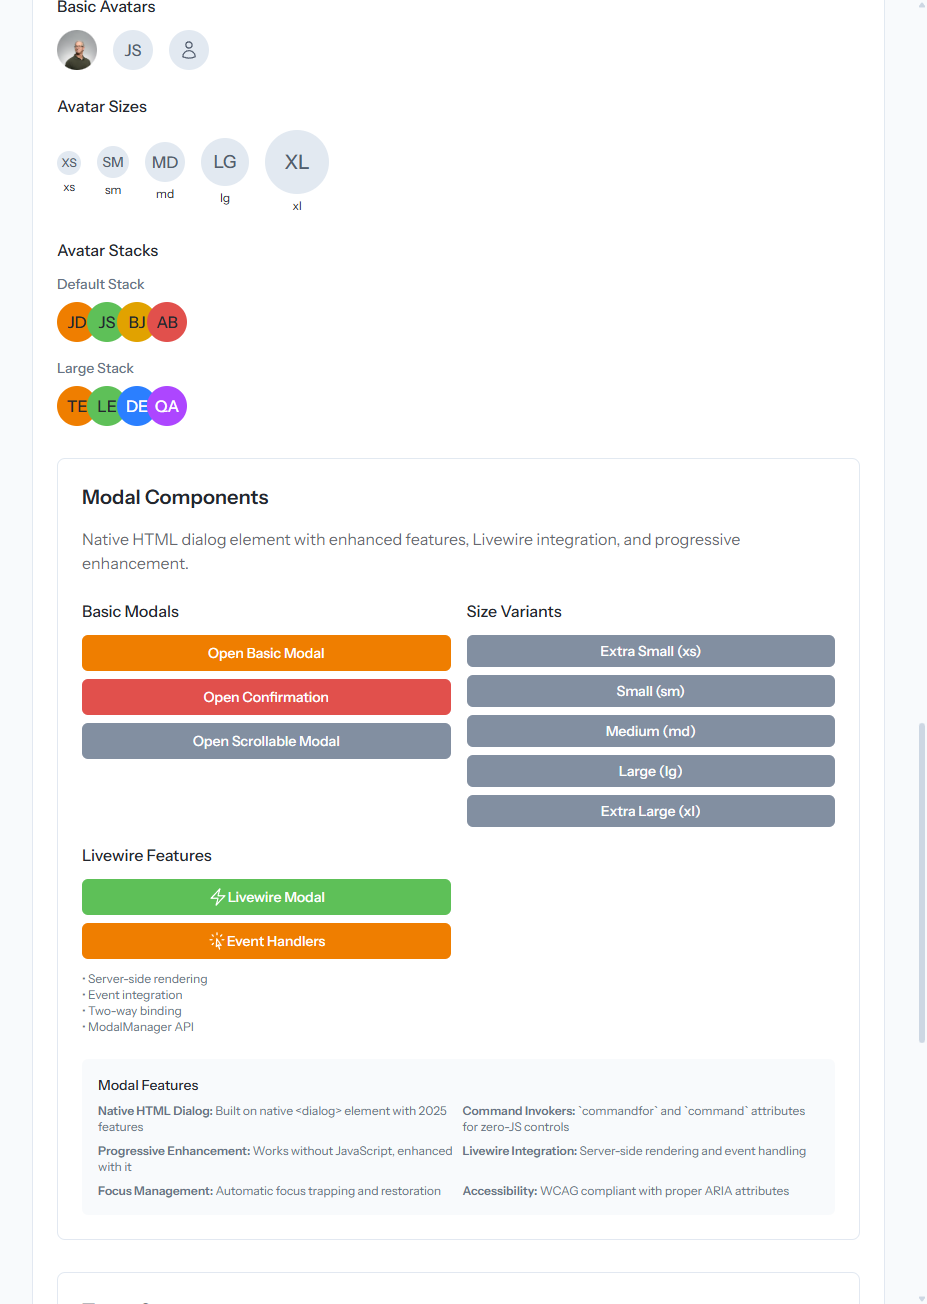 Basic Avatars
JS
Avatar Sizes
XS SM MD LG XL
xs sm md lg xl
Avatar Stacks
Default Stack
JD JS BJ AB
Large Stack
TE LE DE QA
Modal Components
Native HTML dialog element with enhanced features, Livewire integration, and progressive
enhancement.
Basic Modals
Open Basic Modal
Open Confirmation
Open Scrollable Modal
Size Variants
Extra Small (xs)
Small (sm)
Medium (md)
Large (lg)
Extra Large (xl)
Livewire Features
Livewire Modal
Event Handlers
• Server-side rendering
• Event integration
• Two-way binding
• ModalManager API
Modal Features
Native HTML Dialog: Built on native <dialog> element with 2025
features
Command Invokers: `commandfor` and `command` attributes
for zero-JS controls
Progressive Enhancement: Works without JavaScript, enhanced
with it
Livewire Integration: Server-side rendering and event handling
Focus Management: Automatic focus trapping and restoration
Accessibility: WCAG compliant with proper ARIA attributes